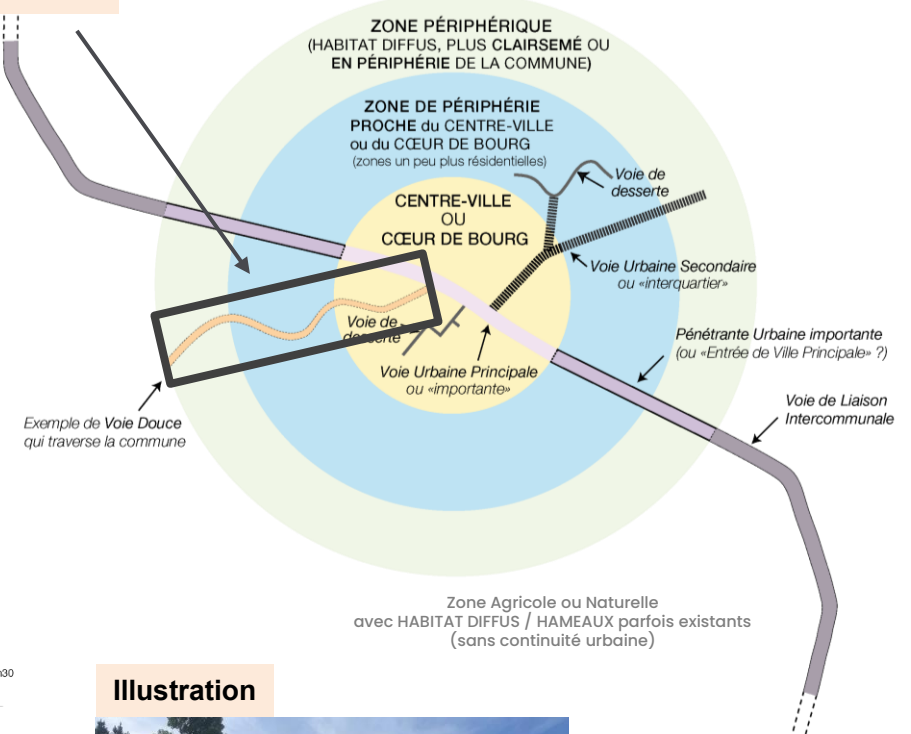 ZONE PÉRIPHÉRIQUE
(HABITAT DIFFUS, PLUS CLAIRSEMÉ OU
EN PÉRIPHÉRIE DE LA COMMUNE)
ZONE DE PÉRIPHÉRIE
PROCHE du CENTRE-VILLE
ou du CŒUR DE BOURG
(zones un peu plus résidentielles)
Voie de
desserte
CENTRE-VILLE
OU
CŒUR DE BOURG
Voie Urbaine Secondaire
ou «interquartier»
Voie de
desserte
Pénétrante Urbaine importante
(ou «Entrée de Ville Principale» ?)
Voie Urbaine Principale
ou «importante»
Voie de Liaison
Intercommunale
Exemple de Voie Douce
qui traverse la commune
Zone Agricole ou Naturelle
avec HABITAT DIFFUS / HAMEAUX parfois existants
(sans continuité urbaine)
30
Illustration